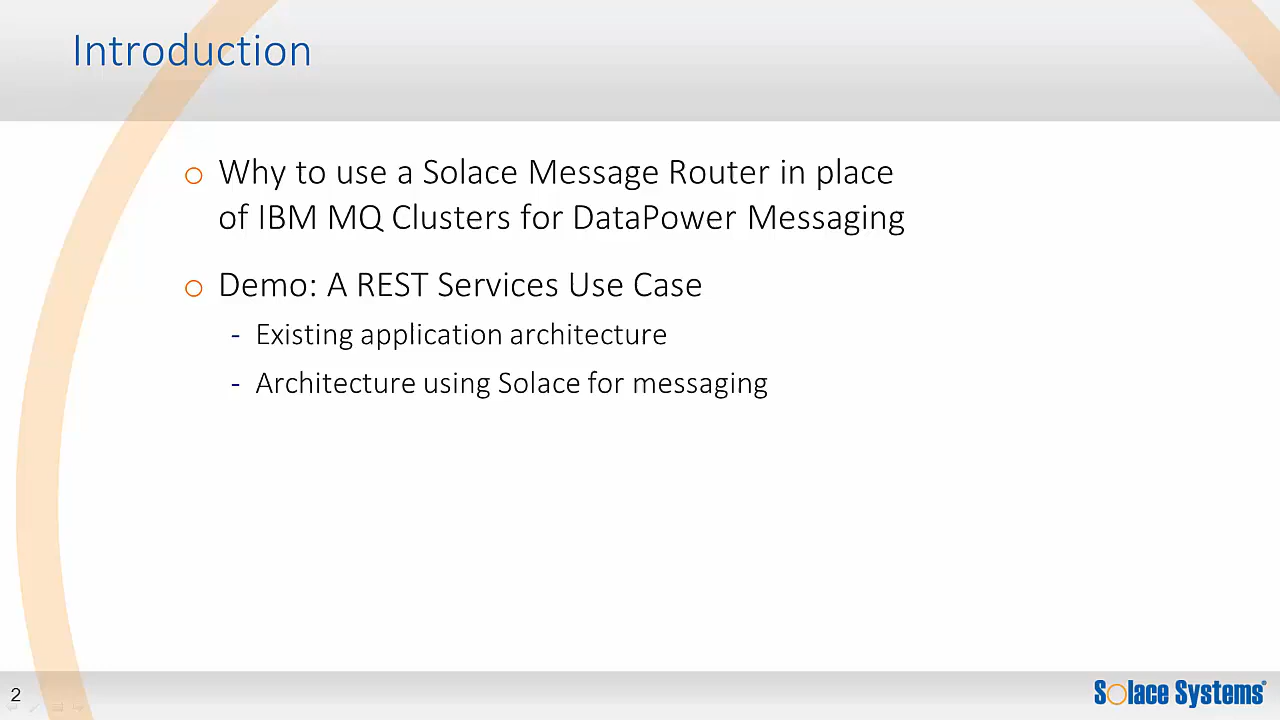 Introduction
o Why to use a Solace Message Router in place
of IBM MQ Clusters for DataPower Messaging
o Demo: A REST Services Use Case
- Existing application architecture
- Architecture using Solace for messaging
2
Solace Systems®